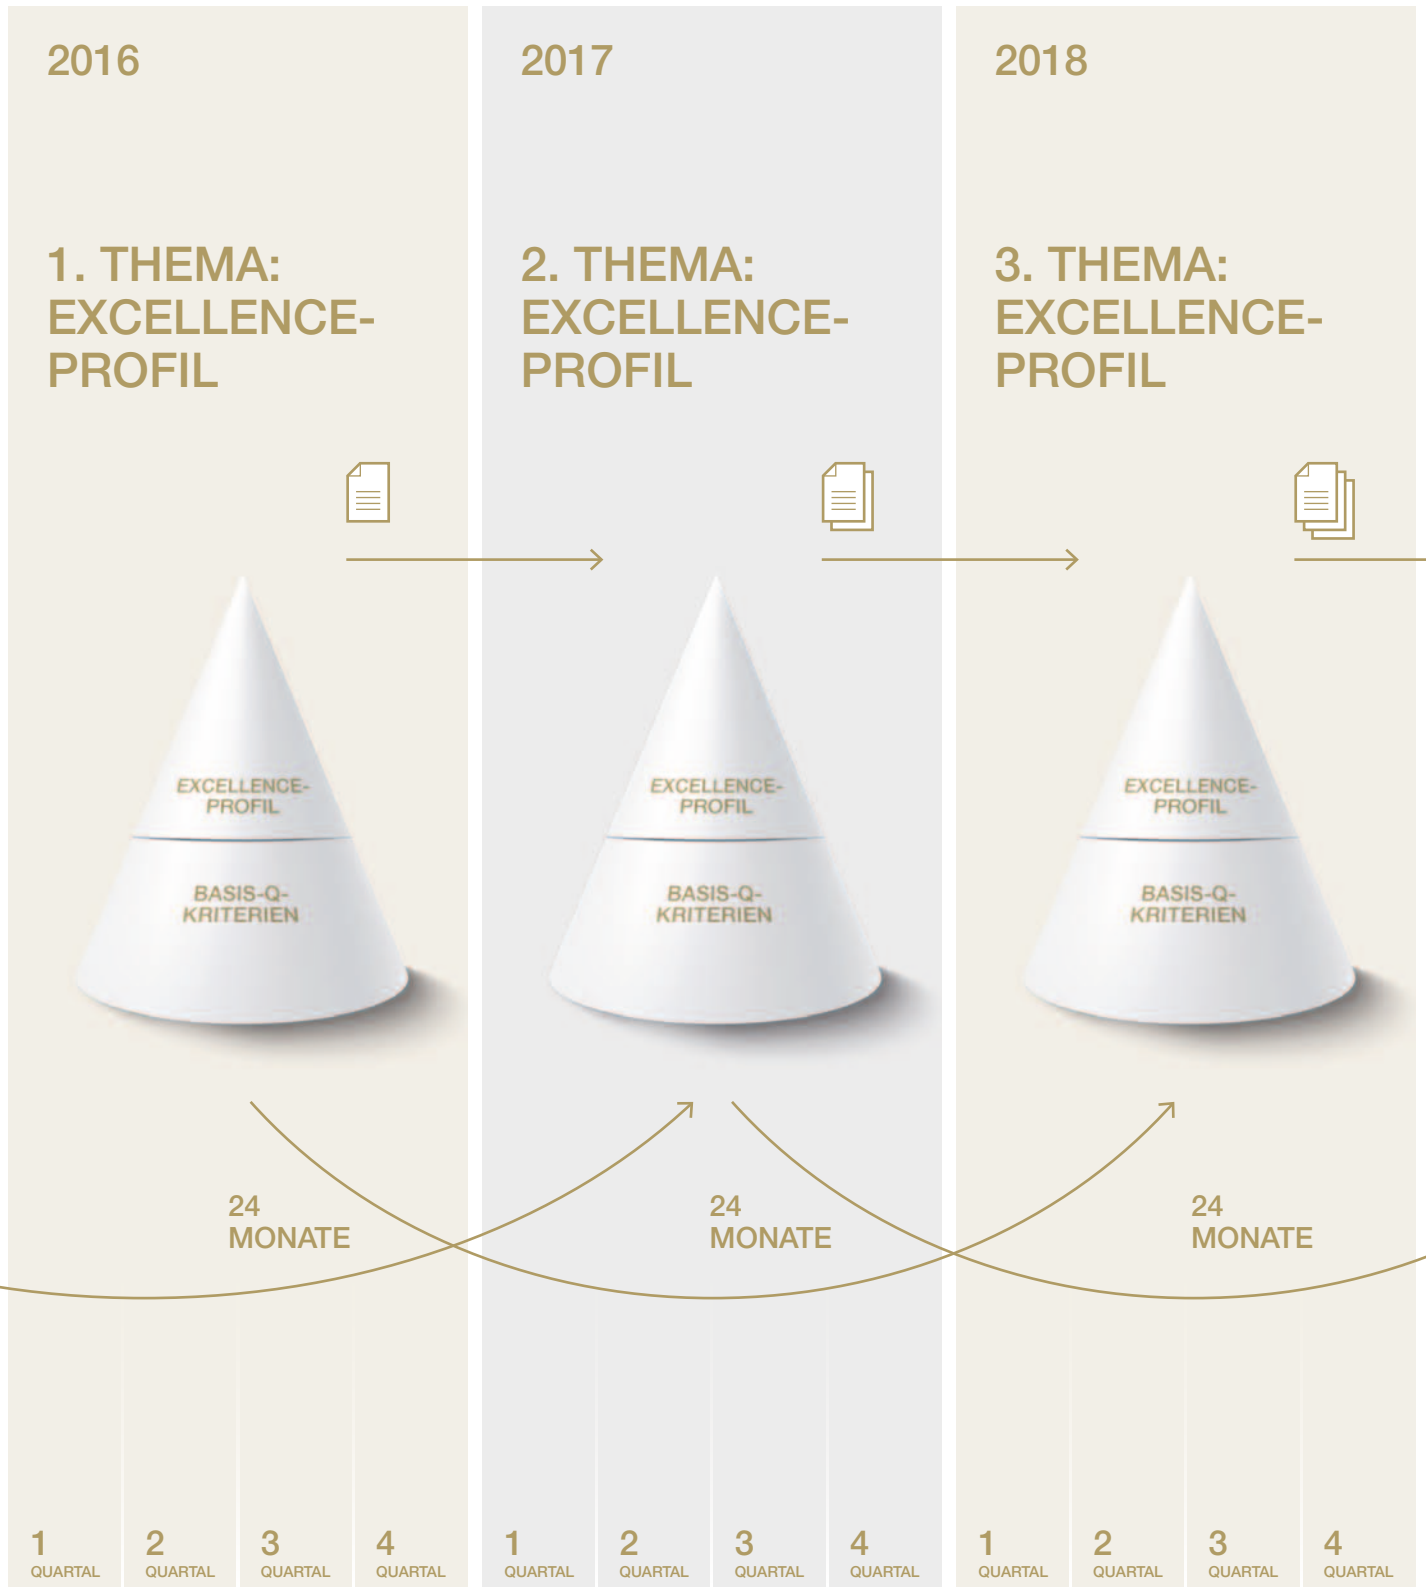 2016
1. THEMA:
EXCELLENCE-
PROFIL
EXCELLENCE-
PROFIL
BASIS-Q-
KRITERIEN
24
MONATE
1
QUARTAL
2
QUARTAL
3
QUARTAL
4
QUARTAL
2017
2. THEMA:
EXCELLENCE-
PROFIL
EXCELLENCE-
PROFIL
BASIS-Q-
KRITERIEN
24
MONATE
1
QUARTAL
2
QUARTAL
3
QUARTAL
4
QUARTAL
2018
3. THEMA:
EXCELLENCE-
PROFIL
EXCELLENCE-
PROFIL
BASIS-Q-
KRITERIEN
24
MONATE
1
QUARTAL
2
QUARTAL
3
QUARTAL
4
QUARTAL